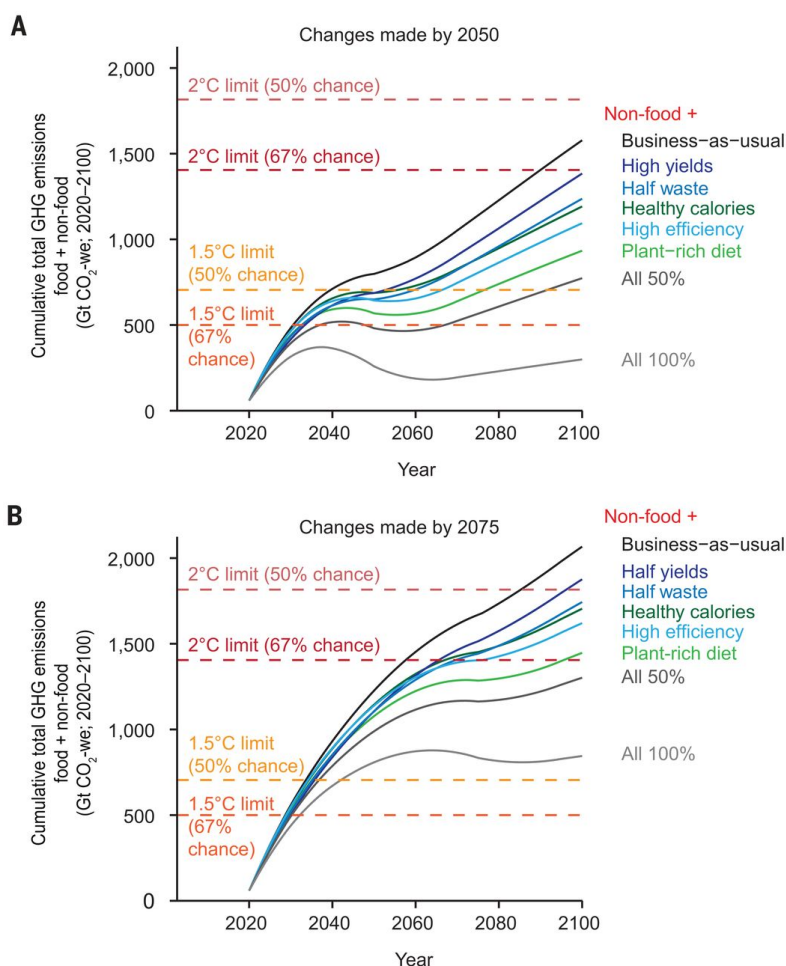 A
Changes made by 2050
Cumulative total GHG emissions
food + non-food
(Gt CO2-we; 2020–2100)
2,000
1,500
1,000
500
0
2°C limit (50% chance)
2°C limit (67% chance)
1.5°C limit
(50% chance)
1.5°C limit
(67%
chance)
Non-food +
Business–as–usual
High yields
Half waste
Healthy calories
High efficiency
Plant–rich diet
All 50%
All 100%
2020
2040
2060
2080
2100
Year
B
Changes made by 2075
Cumulative total GHG emissions
food + non-food
(Gt CO2-we; 2020–2100)
2,000
1,500
1,000
500
0
2°C limit (50% chance)
2°C limit (67% chance)
1.5°C limit
(50% chance)
1.5°C limit
(67%
chance)
Non-food +
Business–as–usual
Half yields
Half waste
Healthy calories
High efficiency
Plant-rich diet
All 50%
All 100%
2020
2040
2060
2080
2100
Year